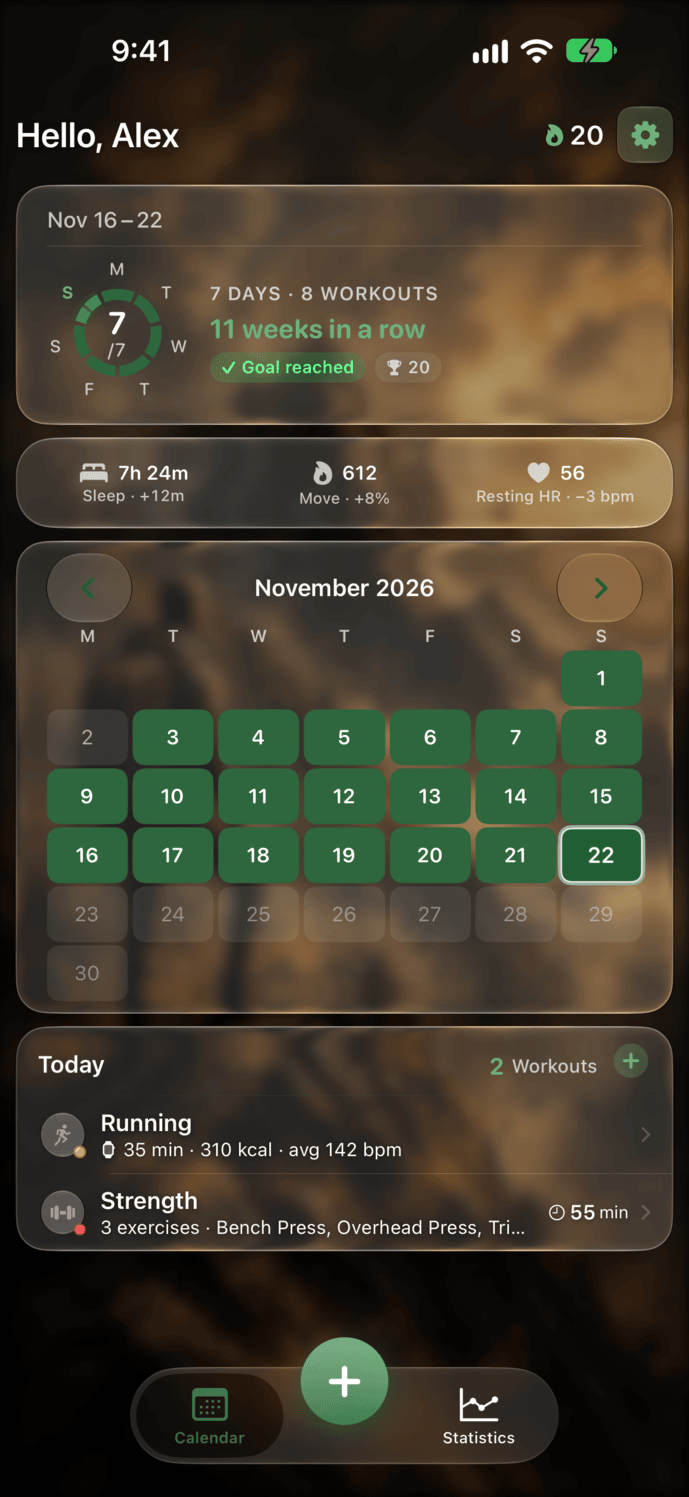 9:41
Hello, Alex
20
Nov 16–22
M
S T
7
S /7 W
F T
7 DAYS · 8 WORKOUTS
11 weeks in a row
Goal reached 20
7h 24m 612 56
Sleep · +12m Move · +8% Resting HR · −3 bpm
November 2026
M T W T F S S
1
2 3 4 5 6 7 8
9 10 11 12 13 14 15
16 17 18 19 20 21 22
23 24 25 26 27 28 29
30
Today 2 Workouts
Running
35 min · 310 kcal · avg 142 bpm
Strength
3 exercises · Bench Press, Overhead Press, Tri...
55 min
Calendar Statistics